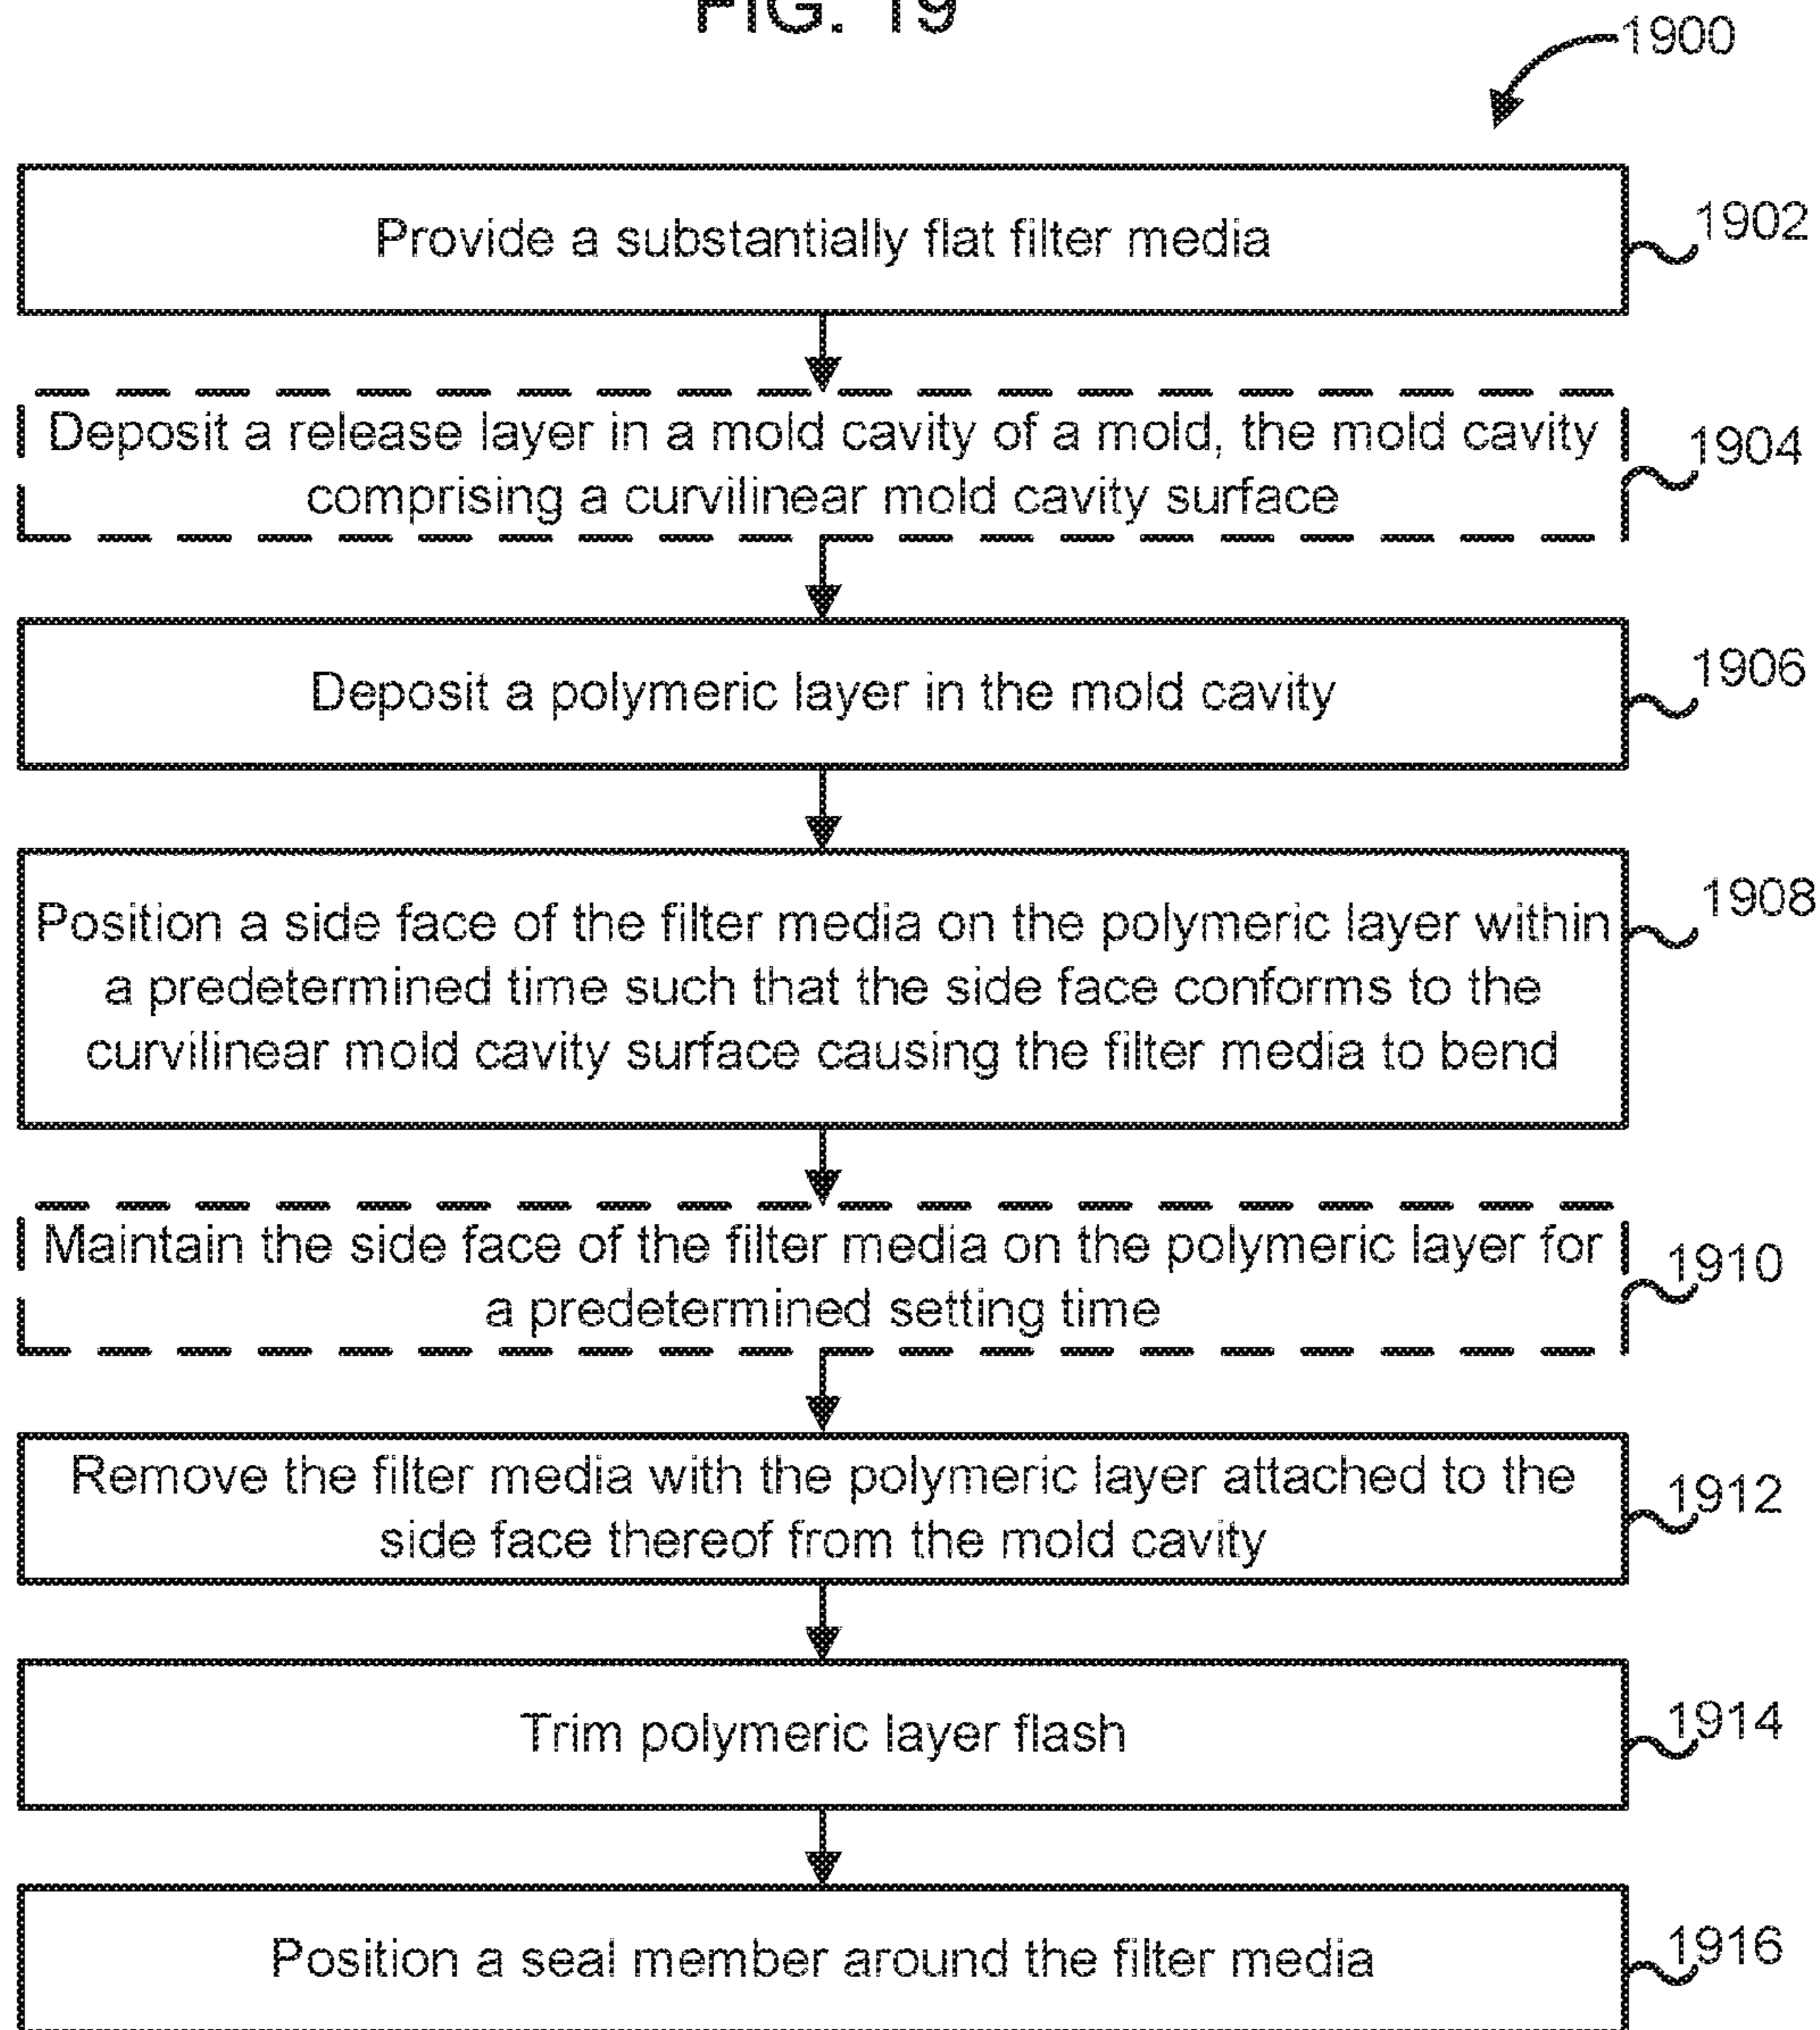 FIG. 19
1900
Provide a substantially flat filter media
1902
Deposit a release layer in a mold cavity of a mold, the mold cavity
comprising a curvilinear mold cavity surface
1904
Deposit a polymeric layer in the mold cavity
1906
Position a side face of the filter media on the polymeric layer within
a predetermined time such that the side face conforms to the
curvilinear mold cavity surface causing the filter media to bend
1908
Maintain the side face of the filter media on the polymeric layer for
a predetermined setting time
1910
Remove the filter media with the polymeric layer attached to the
side face thereof from the mold cavity
1912
Trim polymeric layer flash
1914
Position a seal member around the filter media
1916